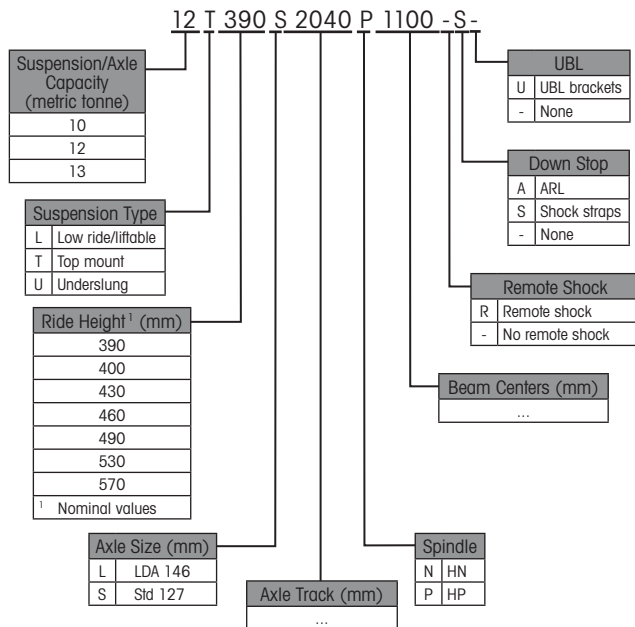 12 T 390 S 2040 P 1100 - S -
Suspension/Axle
Capacity
(metric tonne)
10
12
13
Suspension Type
L Low ride/liftable
T Top mount
U Underslung
Ride Height¹ (mm)
390
400
430
460
490
530
570
¹ Nominal values
Axle Size (mm)
L LDA 146
S Std 127
Axle Track (mm)
...
Spindle
N HN
P HP
Beam Centers (mm)
...
Remote Shock
R Remote shock
- No remote shock
Down Stop
A ARL
S Shock straps
- None
UBL
U UBL brackets
- None